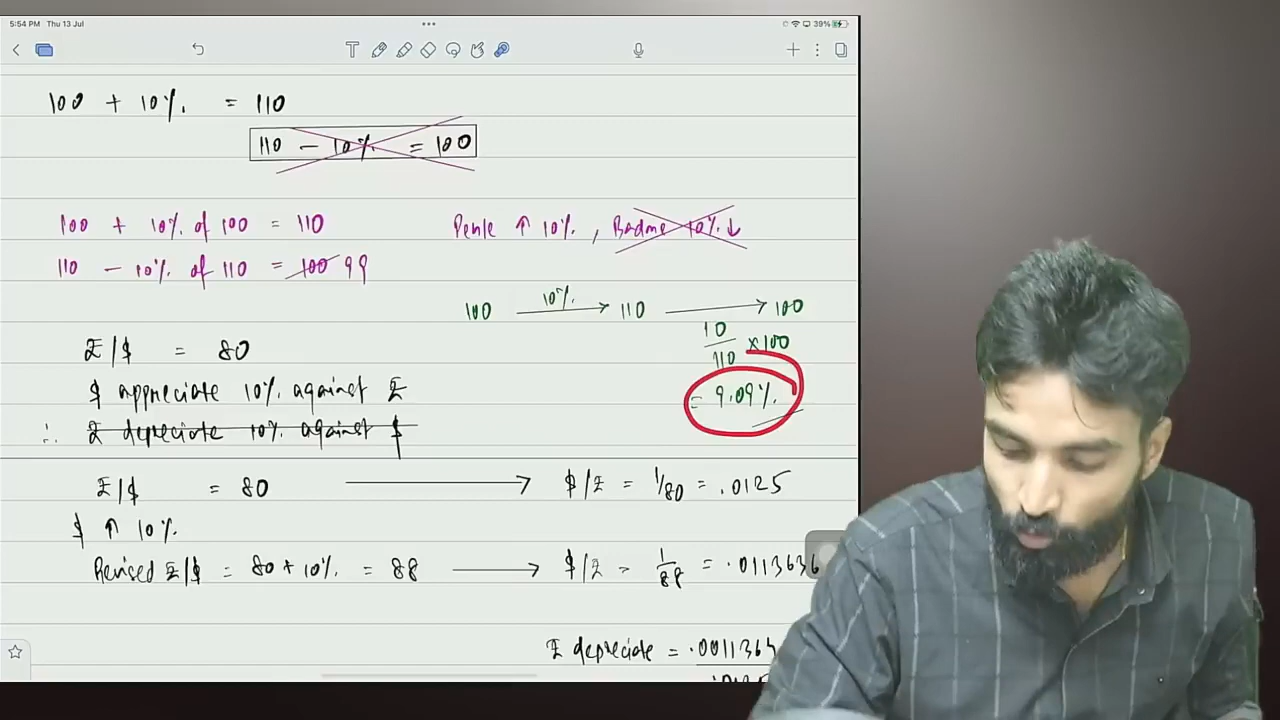 5:54 PM Thu 13 Jul
39%
100 + 10% = 110
110 − 10% = 100
100 + 10% of 100 = 110
110 − 10% of 110 = 100 99
Pehle ↑ 10%, Badme 10% ↓
100 10% → 110 → 100
10/110 × 100
= 9.09%
₹/$ = 80
$ appreciate 10% against ₹
∴ ₹ depreciate 10% against $
₹/$ = 80 → $/₹ = 1/80 = .0125
$ ↑ 10%
Revised ₹/$ = 80 + 10% = 88 → $/₹ = 1/88 = .0113636
₹ depreciate = .0011364